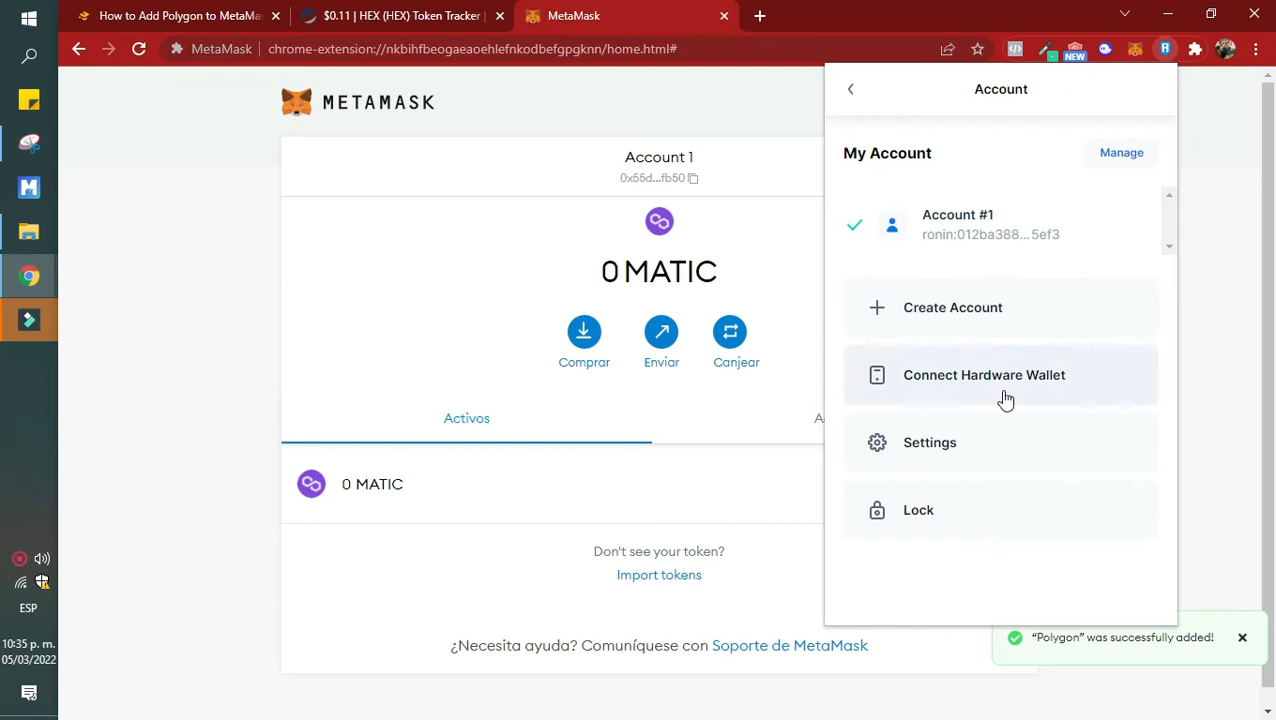 How to Add Polygon to MetaMas
$0.11 | HEX (HEX) Token Tracker
MetaMask
MetaMask
chrome-extension://nkbihfbeogaeaoehlefnkodbefgpgknn/home.html#
NEW
METAMASK
Account 1
0x55d...fb50
0 MATIC
Comprar
Enviar
Canjear
Activos
A
0 MATIC
Don't see your token?
Import tokens
¿Necesita ayuda? Comuníquese con Soporte de MetaMask
Account
My Account
Manage
Account #1
ronin:012ba388...5ef3
Create Account
Connect Hardware Wallet
Settings
Lock
“Polygon” was successfully added!
ESP
10:35 p. m.
05/03/2022